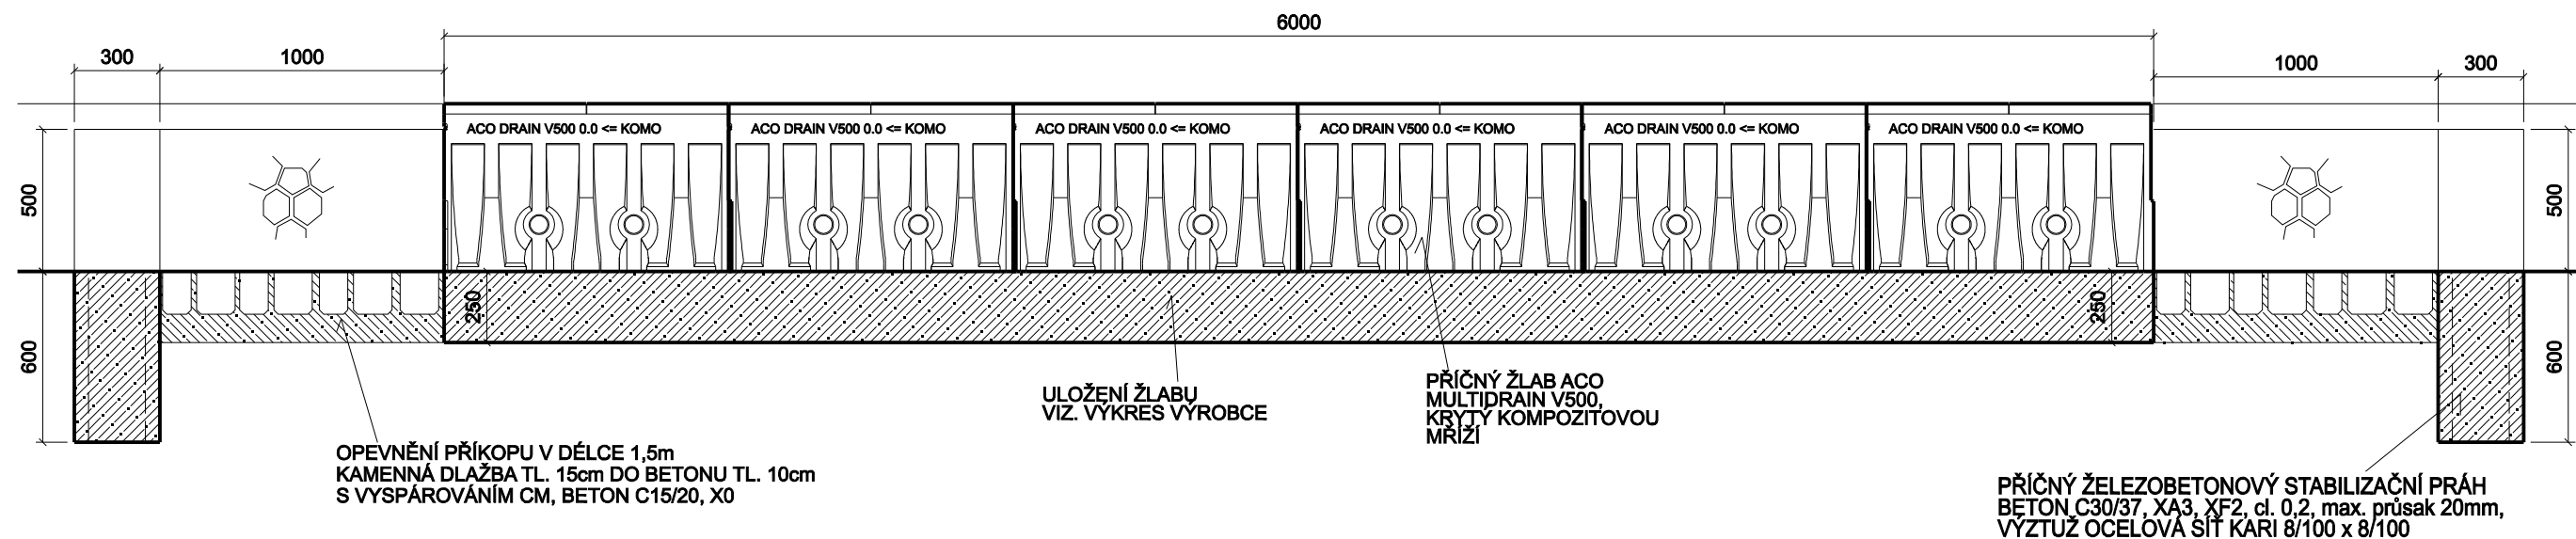 6000
300
1000
1000
300
ACO DRAIN V500 0.0 <= KOMO
ACO DRAIN V500 0.0 <= KOMO
ACO DRAIN V500 0.0 <= KOMO
ACO DRAIN V500 0.0 <= KOMO
ACO DRAIN V500 0.0 <= KOMO
ACO DRAIN V500 0.0 <= KOMO
500
500
250
250
600
600
ULOŽENÍ ŽLABU
VIZ. VÝKRES VÝROBCE
PŘÍČNÝ ŽLAB ACO
MULTIDRAIN V500,
KRYTÝ KOMPOZITOVOU
MŘÍŽÍ
OPEVNĚNÍ PŘÍKOPU V DÉLCE 1,5m
KAMENNÁ DLAŽBA TL. 15cm DO BETONU TL. 10cm
S VYSPÁROVÁNÍM CM, BETON C15/20, X0
PŘÍČNÝ ŽELEZOBETONOVÝ STABILIZAČNÍ PRÁH
BETON C30/37, XA3, XF2, cl. 0,2, max. průsak 20mm,
VÝZTUŽ OCELOVÁ SÍŤ KARI 8/100 x 8/100